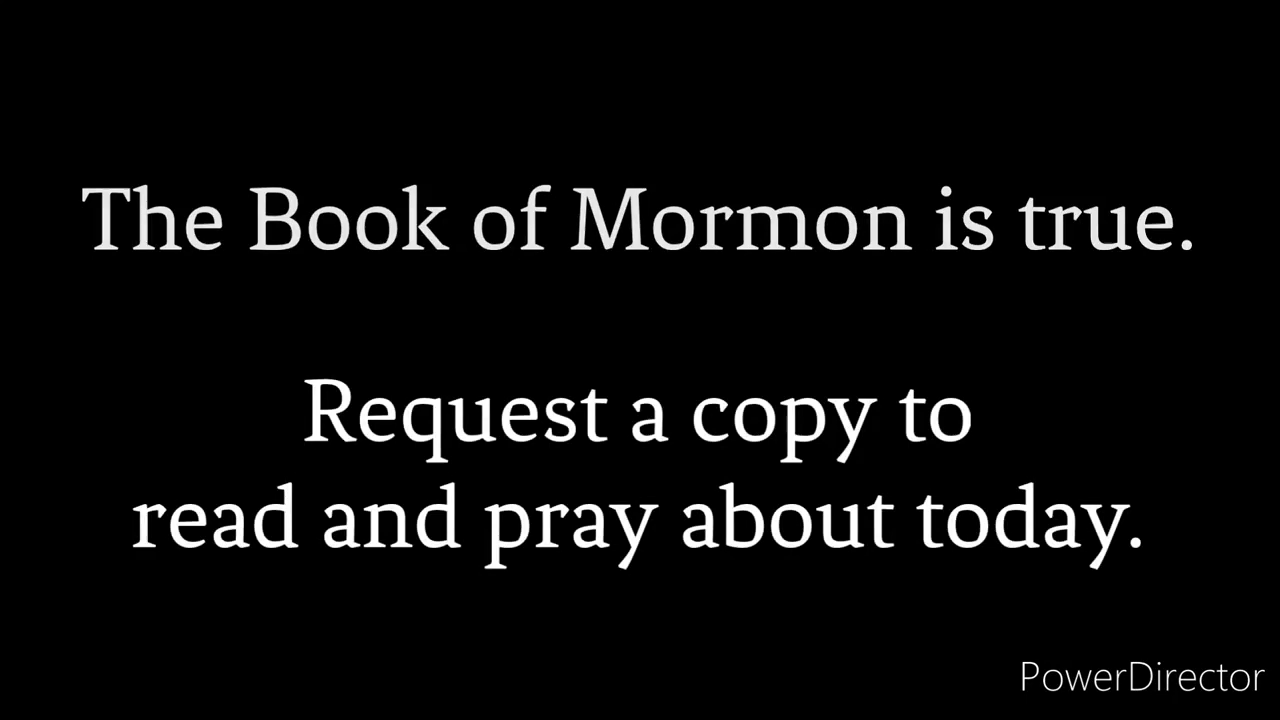 The Book of Mormon is true.
Request a copy to
read and pray about today.
PowerDirector